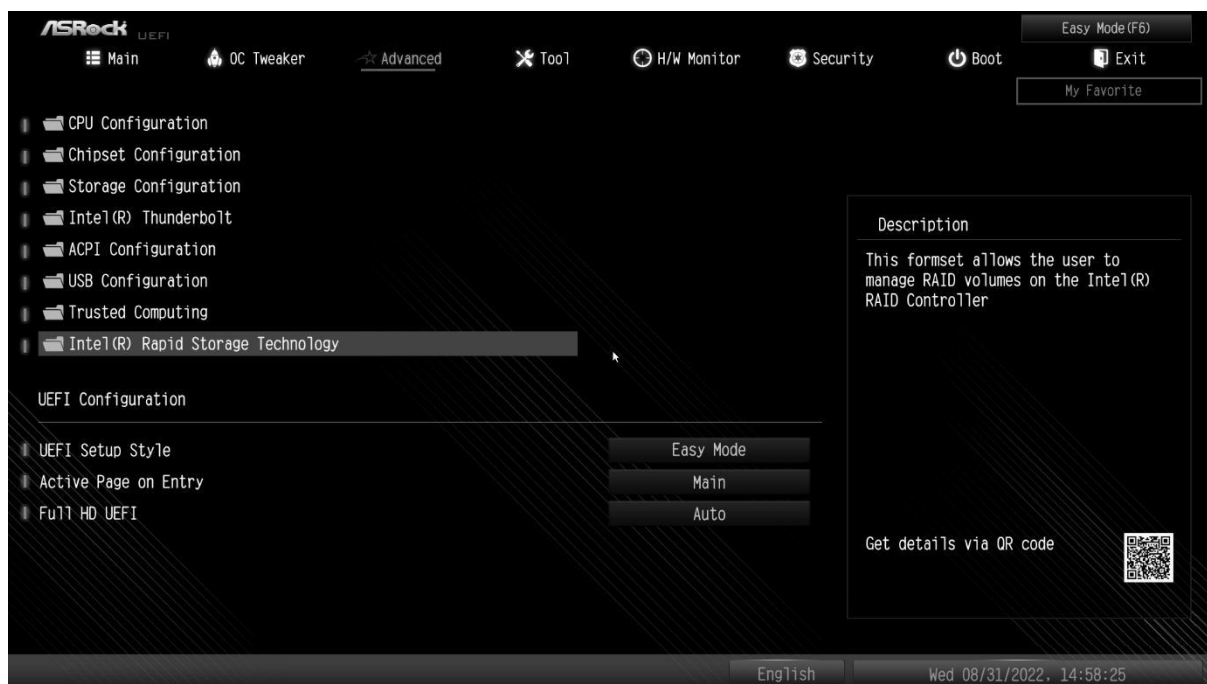 ASRock UEFI
Easy Mode(F6)
Main OC Tweaker Advanced Tool H/W Monitor Security Boot Exit
My Favorite
CPU Configuration
Chipset Configuration
Storage Configuration
Intel(R) Thunderbolt
ACPI Configuration
USB Configuration
Trusted Computing
Intel(R) Rapid Storage Technology
UEFI Configuration
UEFI Setup Style Easy Mode
Active Page on Entry Main
Full HD UEFI Auto
Description
This formset allows the user to
manage RAID volumes on the Intel(R)
RAID Controller
Get details via QR code
English Wed 08/31/2022. 14:58:25